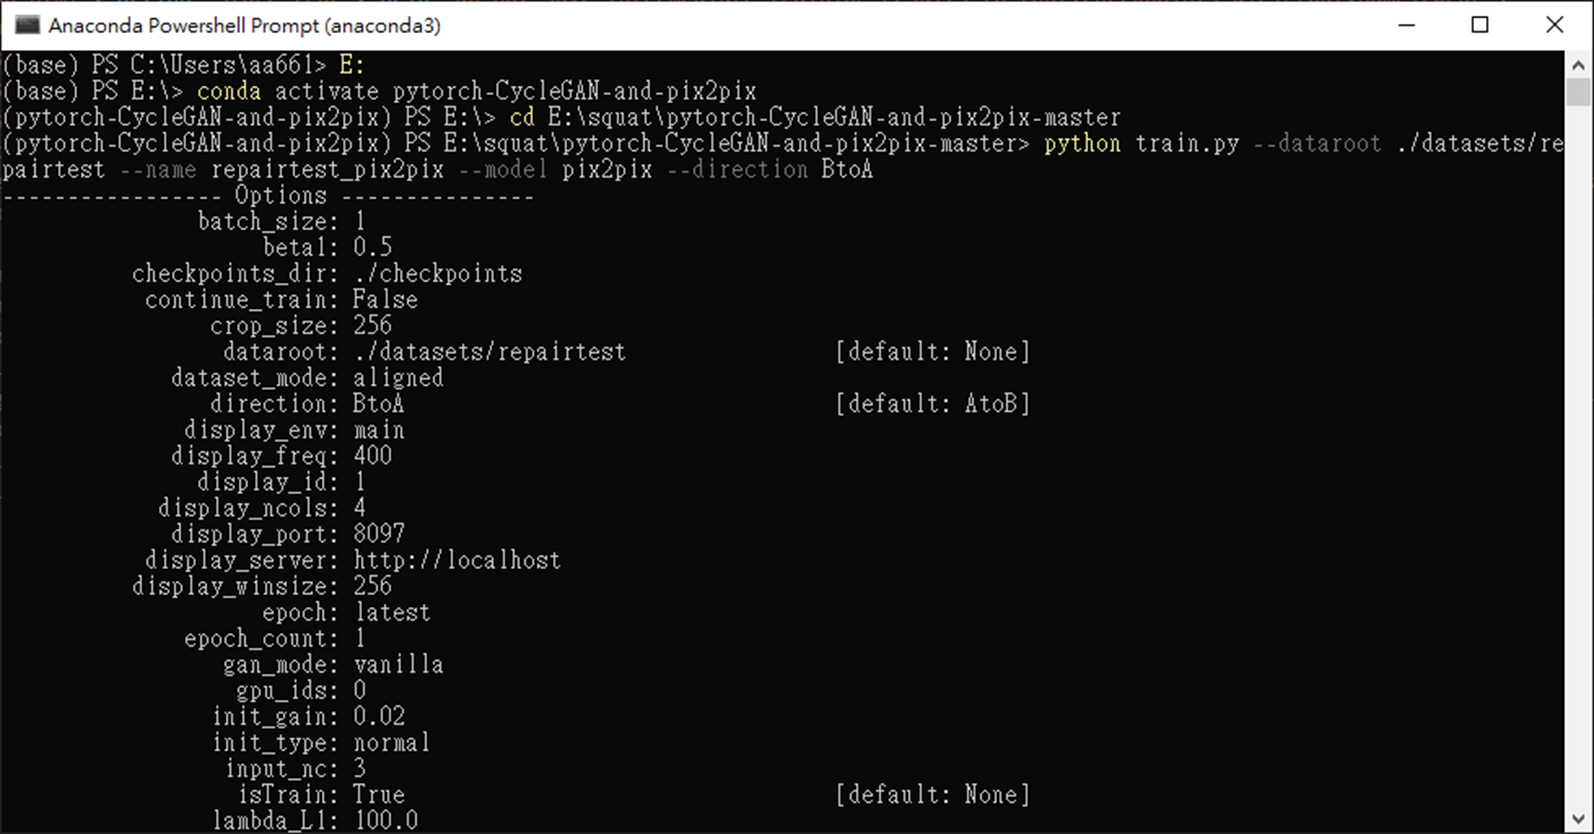 Anaconda Powershell Prompt (anaconda3)
(base) PS C:\Users\aa661> E:
(base) PS E:\> conda activate pytorch-CycleGAN-and-pix2pix
(pytorch-CycleGAN-and-pix2pix) PS E:\> cd E:\squat\pytorch-CycleGAN-and-pix2pix-master
(pytorch-CycleGAN-and-pix2pix) PS E:\squat\pytorch-CycleGAN-and-pix2pix-master> python train.py --dataroot ./datasets/re
pairtest --name repairtest_pix2pix --model pix2pix --direction BtoA
----------------- Options ---------------
batch_size: 1
beta1: 0.5
checkpoints_dir: ./checkpoints
continue_train: False
crop_size: 256
dataroot: ./datasets/repairtest [default: None]
dataset_mode: aligned
direction: BtoA [default: AtoB]
display_env: main
display_freq: 400
display_id: 1
display_ncols: 4
display_port: 8097
display_server: http://localhost
display_winsize: 256
epoch: latest
epoch_count: 1
gan_mode: vanilla
gpu_ids: 0
init_gain: 0.02
init_type: normal
input_nc: 3
isTrain: True [default: None]
lambda_L1: 100.0